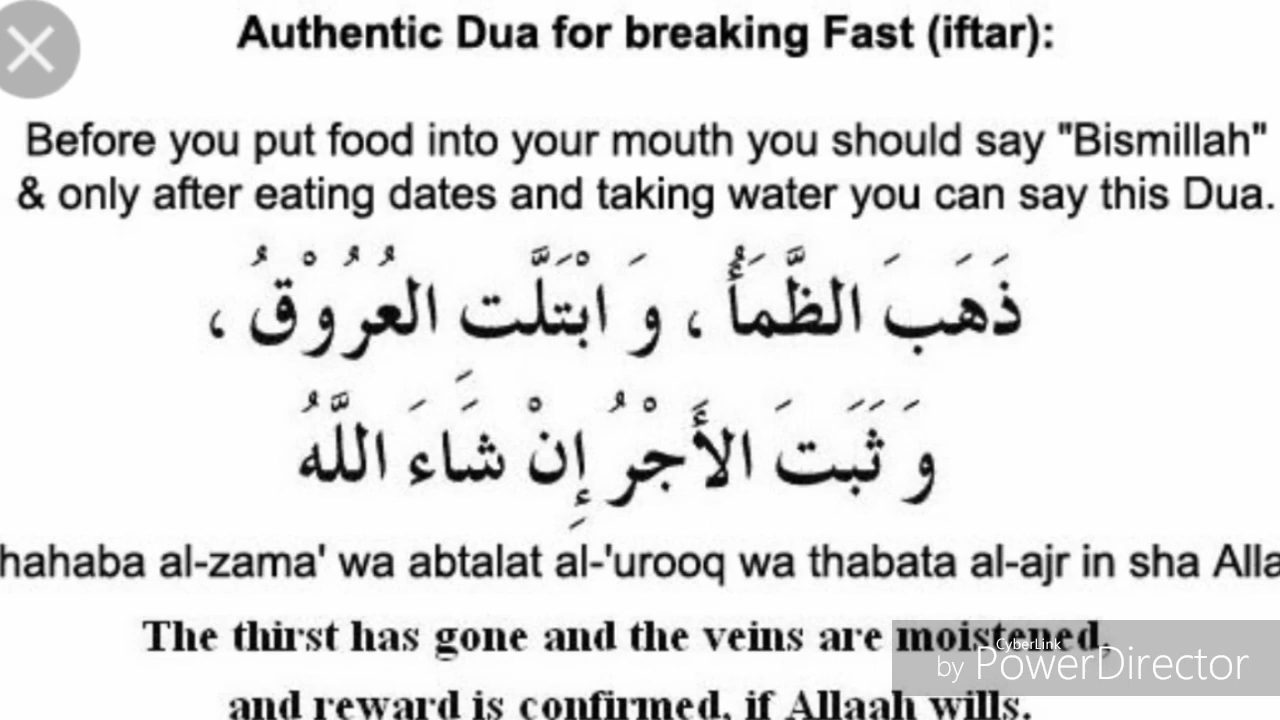 Authentic Dua for breaking Fast (iftar):
Before you put food into your mouth you should say "Bismillah"
& only after eating dates and taking water you can say this Dua.
ذَهَبَ الظَّمَأُ ، وَ ابْتَلَّتِ العُرُوْقُ ،
وَ ثَبَتَ الأَجْرُ إِنْ شَاءَ اللَّهُ
hahaba al-zama' wa abtalat al-'urooq wa thabata al-ajr in sha Alla
The thirst has gone and the veins are moistened,
and reward is confirmed, if Allaah wills.
CyberLink
by PowerDirector